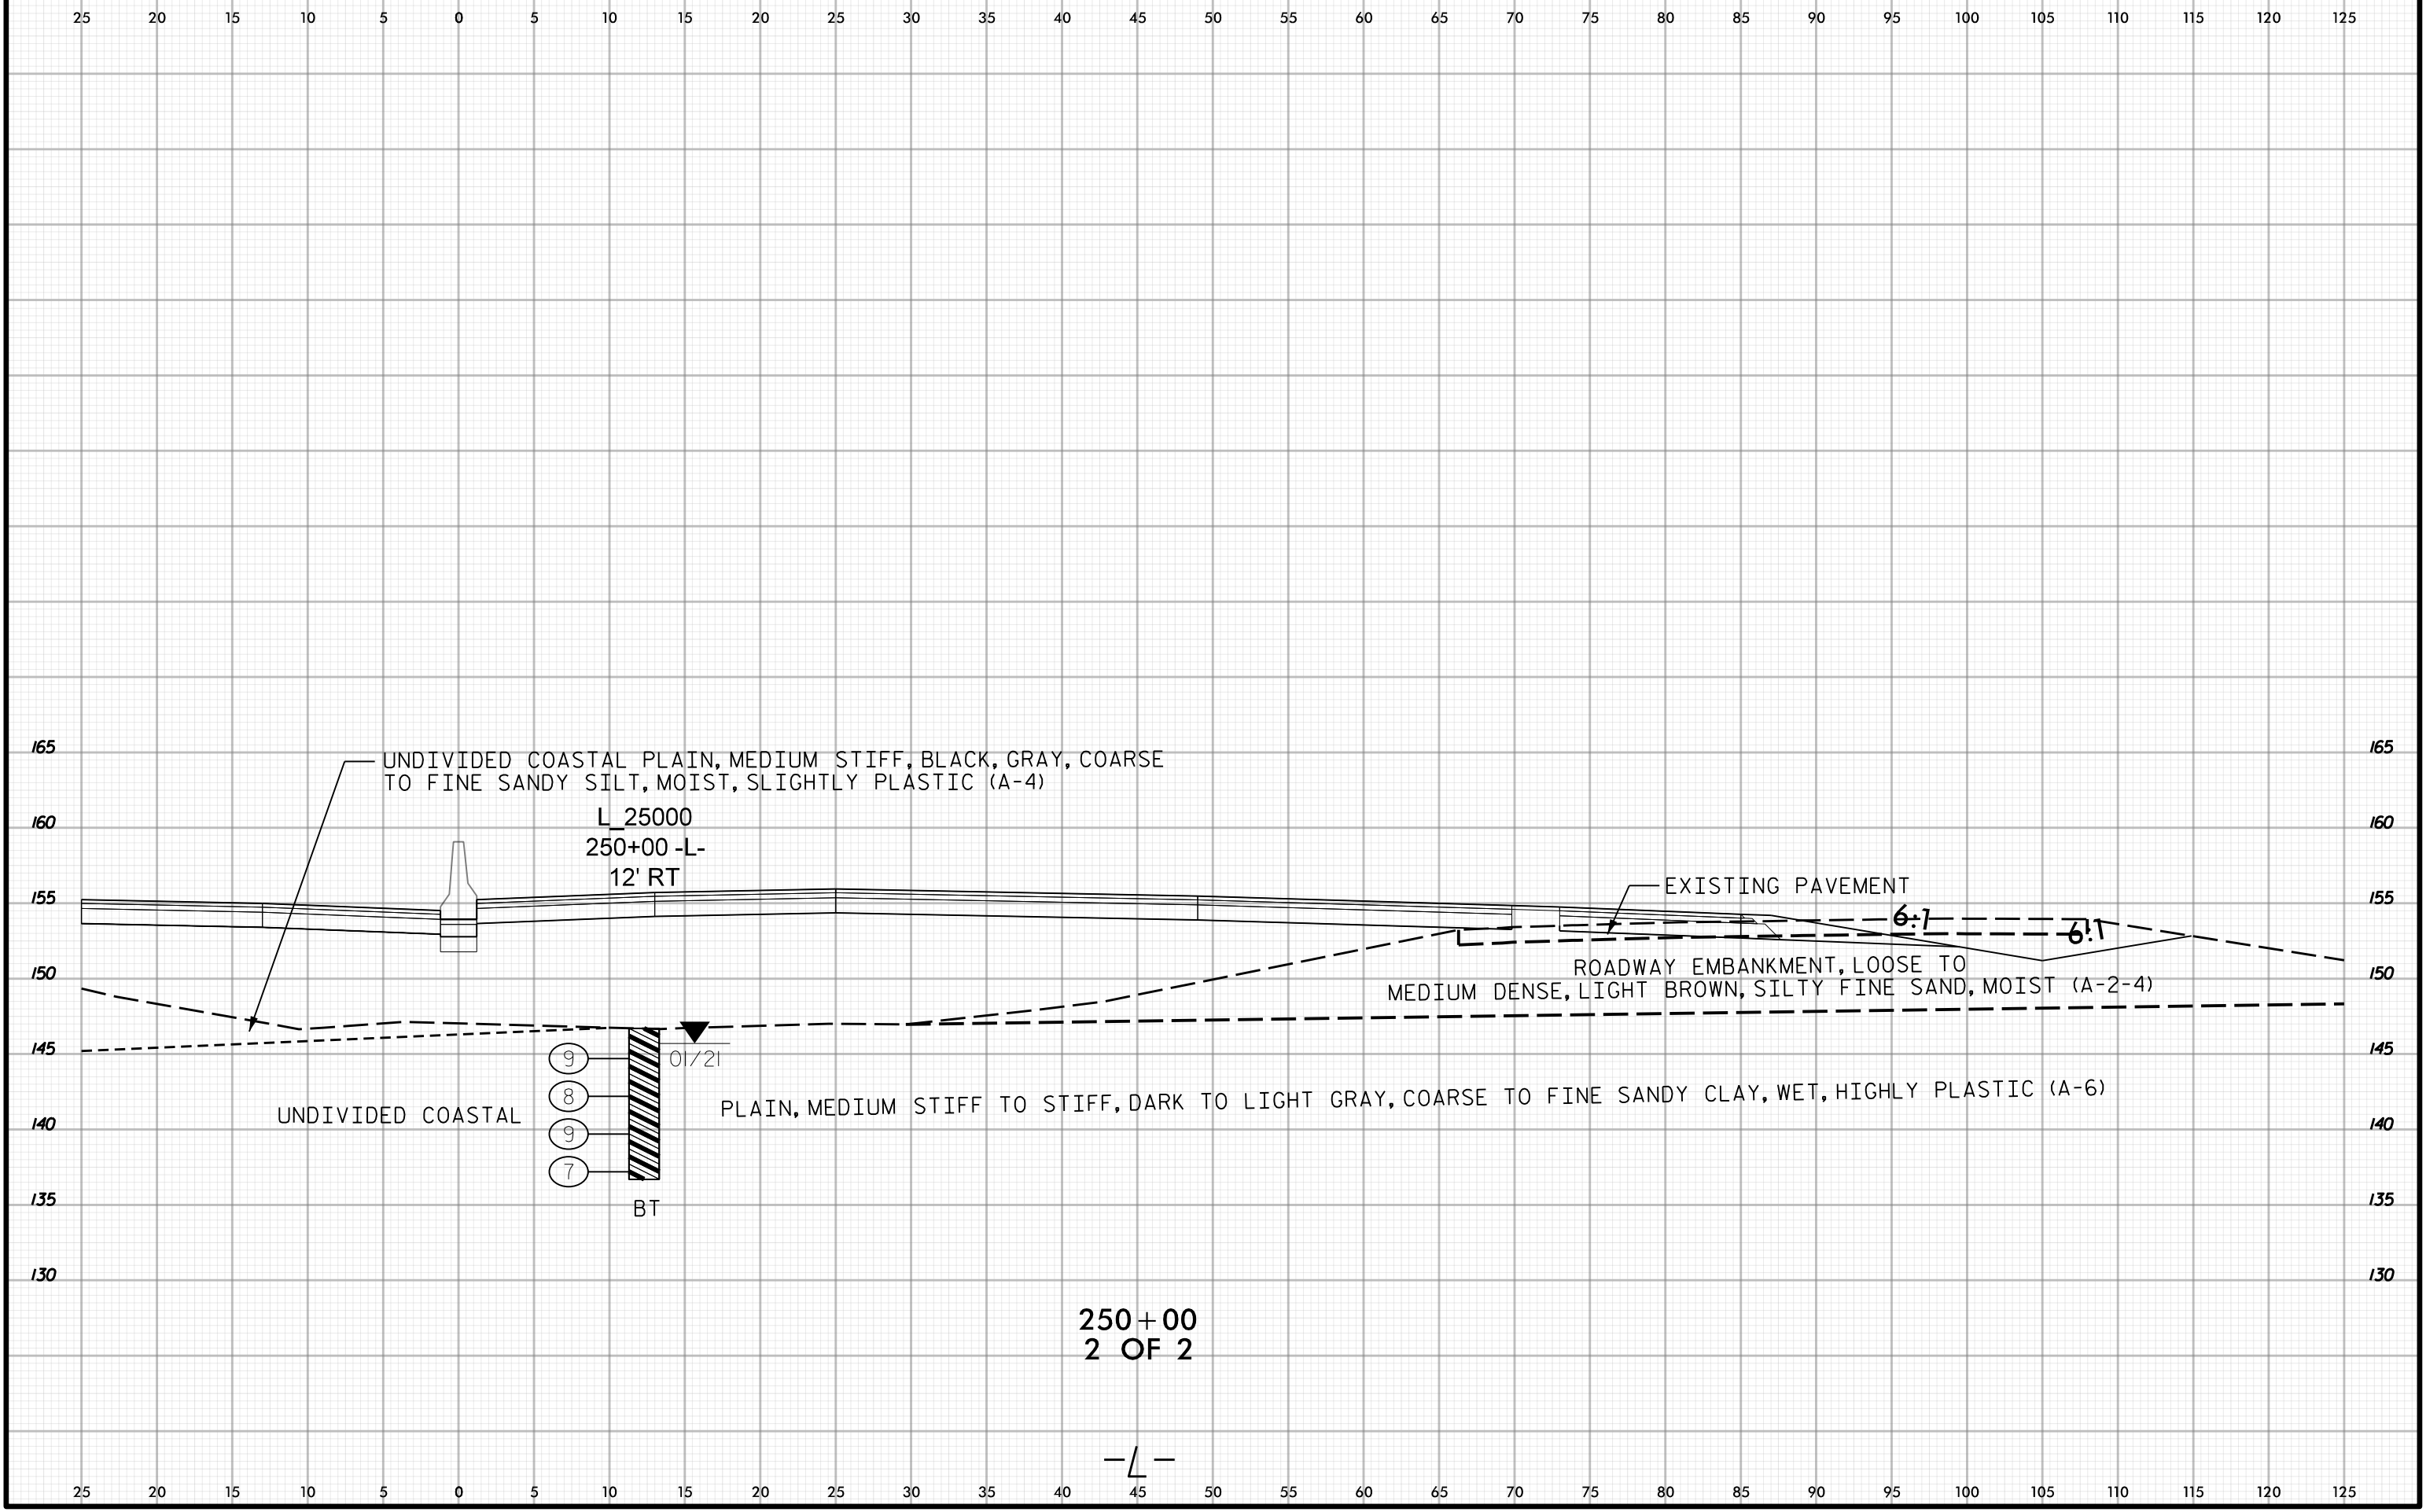 25 20 15 10 5 0 5 10 15 20 25 30 35 40 45 50 55 60 65 70 75 80 85 90 95 100 105 110 115 120 125
165 165
UNDIVIDED COASTAL PLAIN, MEDIUM STIFF, BLACK, GRAY, COARSE
TO FINE SANDY SILT, MOIST, SLIGHTLY PLASTIC (A-4)
L_25000
160 160
250+00 -L-
12' RT
EXISTING PAVEMENT
155 155
6:1
6:1
ROADWAY EMBANKMENT, LOOSE TO
150 150
MEDIUM DENSE, LIGHT BROWN, SILTY FINE SAND, MOIST (A-2-4)
145 145
9 01/21
8
UNDIVIDED COASTAL PLAIN, MEDIUM STIFF TO STIFF, DARK TO LIGHT GRAY, COARSE TO FINE SANDY CLAY, WET, HIGHLY PLASTIC (A-6)
140 140
9
7
135 135
BT
130 130
250+00
2 OF 2
-L-
25 20 15 10 5 0 5 10 15 20 25 30 35 40 45 50 55 60 65 70 75 80 85 90 95 100 105 110 115 120 125